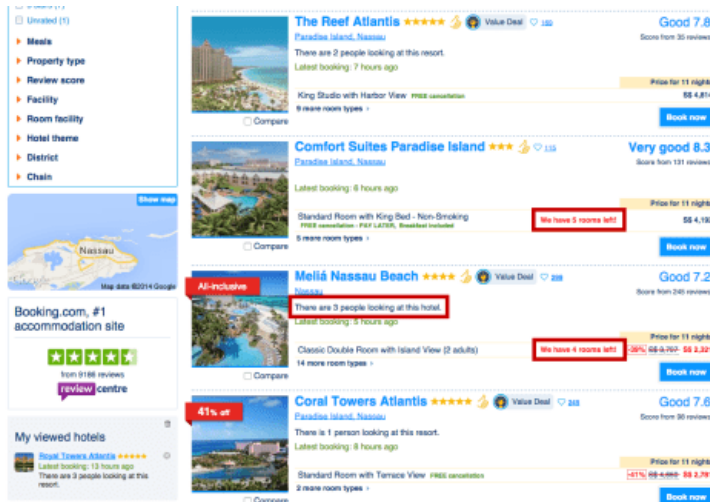 Unrated (1)
Meals
Property type
Review score
Facility
Room facility
Hotel theme
District
Chain
Show map
Nassau
Map data ©2014 Google
Booking.com, #1
accommodation site
from 9186 reviews
review centre
My viewed hotels
Royal Towers Atlantis
Latest booking: 13 hours ago
There are 3 people looking at this
resort.
The Reef Atlantis Value Deal 150
Paradise Island, Nassau
There are 2 people looking at this resort.
Latest booking: 7 hours ago
Good 7.8
Score from 35 reviews
Price for 11 nights
King Studio with Harbor View FREE cancellation
S$ 4,814
9 more room types
Book now
Compare
Comfort Suites Paradise Island 113
Paradise Island, Nassau
Latest booking: 6 hours ago
Very good 8.3
Score from 131 reviews
Price for 11 nights
Standard Room with King Bed - Non-Smoking
FREE cancellation - PAY LATER, Breakfast included
We have 5 rooms left!
5 more room types
Book now
Compare
All-inclusive
Meliá Nassau Beach Value Deal
Nassau
There are 3 people looking at this hotel.
Latest booking: 5 hours ago
Good 7.2
Score from 245 reviews
Price for 11 nights
Classic Double Room with Island View (2 adults)
We have 4 rooms left!
14 more room types
Book now
Compare
41% off
Coral Towers Atlantis Value Deal
Paradise Island, Nassau
There is 1 person looking at this resort.
Latest booking: 8 hours ago
Good 7.6
Score from 98 reviews
Price for 11 nights
Standard Room with Terrace View FREE cancellation
-41%
2 more room types
Book now
Compare